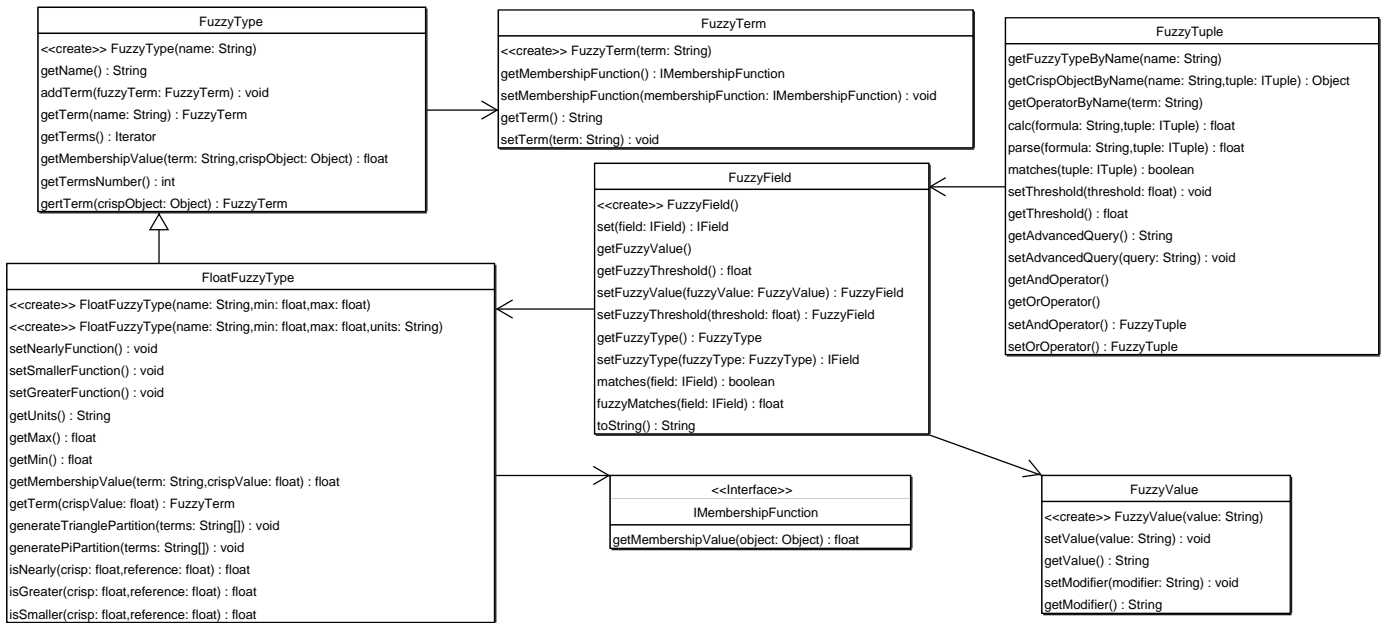 FuzzyType
<<create>> FuzzyType(name: String)
getName() : String
addTerm(fuzzyTerm: FuzzyTerm) : void
getTerm(name: String) : FuzzyTerm
getTerms() : Iterator
getMembershipValue(term: String,crispObject: Object) : float
getTermsNumber() : int
gertTerm(crispObject: Object) : FuzzyTerm
FuzzyTerm
<<create>> FuzzyTerm(term: String)
getMembershipFunction() : IMembershipFunction
setMembershipFunction(membershipFunction: IMembershipFunction) : void
getTerm() : String
setTerm(term: String) : void
FuzzyTuple
getFuzzyTypeByName(name: String)
getCrispObjectByName(name: String,tuple: ITuple) : Object
getOperatorByName(term: String)
calc(formula: String,tuple: ITuple) : float
parse(formula: String,tuple: ITuple) : float
matches(tuple: ITuple) : boolean
setThreshold(threshold: float) : void
getThreshold() : float
getAdvancedQuery() : String
setAdvancedQuery(query: String) : void
getAndOperator()
getOrOperator()
setAndOperator() : FuzzyTuple
setOrOperator() : FuzzyTuple
FuzzyField
<<create>> FuzzyField()
set(field: IField) : IField
getFuzzyValue()
getFuzzyThreshold() : float
setFuzzyValue(fuzzyValue: FuzzyValue) : FuzzyField
setFuzzyThreshold(threshold: float) : FuzzyField
getFuzzyType() : FuzzyType
setFuzzyType(fuzzyType: FuzzyType) : IField
matches(field: IField) : boolean
fuzzyMatches(field: IField) : float
toString() : String
FloatFuzzyType
<<create>> FloatFuzzyType(name: String,min: float,max: float)
<<create>> FloatFuzzyType(name: String,min: float,max: float,units: String)
setNearlyFunction() : void
setSmallerFunction() : void
setGreaterFunction() : void
getUnits() : String
getMax() : float
getMin() : float
getMembershipValue(term: String,crispValue: float) : float
getTerm(crispValue: float) : FuzzyTerm
generateTrianglePartition(terms: String[]) : void
generatePiPartition(terms: String[]) : void
isNearly(crisp: float,reference: float) : float
isGreater(crisp: float,reference: float) : float
isSmaller(crisp: float,reference: float) : float
<<Interface>>
IMembershipFunction
getMembershipValue(object: Object) : float
FuzzyValue
<<create>> FuzzyValue(value: String)
setValue(value: String) : void
getValue() : String
setModifier(modifier: String) : void
getModifier() : String